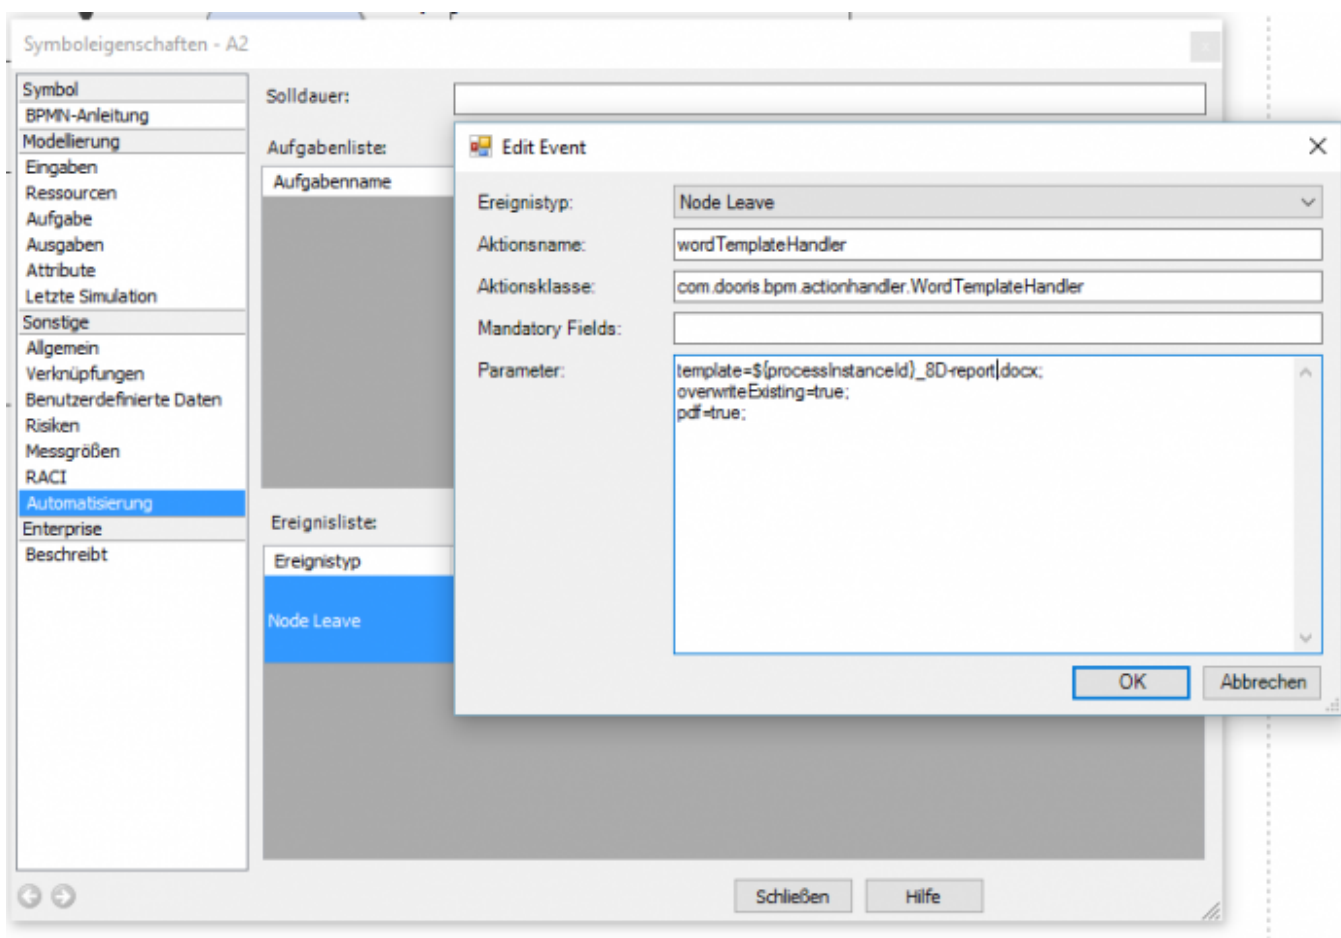 Symboleigenschaften - A2
Symbol
BPMN-Anleitung
Modellierung
Eingaben
Ressourcen
Aufgabe
Ausgaben
Attribute
Letzte Simulation
Sonstige
Allgemein
Verknüpfungen
Benutzerdefinierte Daten
Risiken
Messgrößen
RACI
Automatisierung
Enterprise
Beschreibt
Solldauer:
Aufgabenliste:
Aufgabenname
Ereignisliste:
Ereignistyp
Node Leave
Edit Event
Ereignistyp:
Node Leave
Aktionsname:
wordTemplateHandler
Aktionsklasse:
com.dooris.bpm.actionhandler.WordTemplateHandler
Mandatory Fields:
Parameter:
template=${processInstanceId}_8D-report.docx;
overwriteExisting=true;
pdf=true;
OK
Abbrechen
Schließen
Hilfe